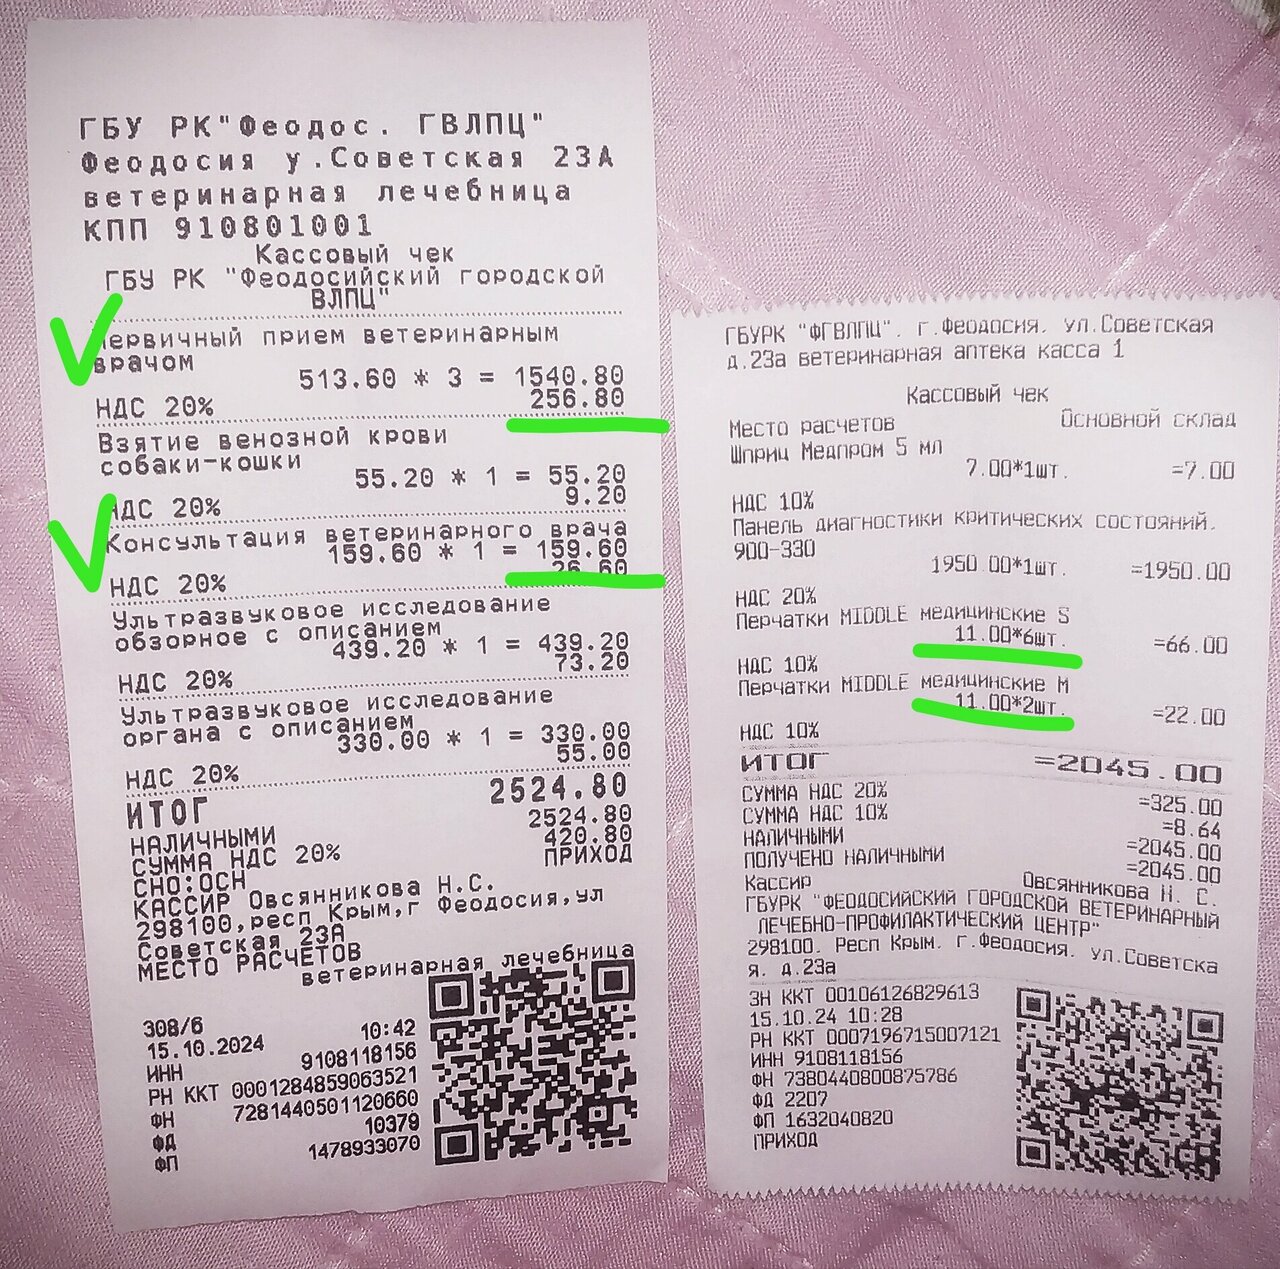 ГБУ РК"Феодос. ГВЛПЦ"
Феодосия у.Советская 23А
ветеринарная лечебница
КПП 910801001
Кассовый чек
ГБУ РК "Феодосийский городской
ВЛПЦ"
Первичный прием ветеринарным
врачом
513.60 * 3 = 1540.80
НДС 20% 256.80
Взятие венозной крови
собаки-кошки
55.20 * 1 = 55.20
НДС 20% 9.20
Консультация ветеринарного врача
159.60 * 1 = 159.60
НДС 20% 26.60
Ультразвуковое исследование
обзорное с описанием
439.20 * 1 = 439.20
НДС 20% 73.20
Ультразвуковое исследование
органа с описанием
330.00 * 1 = 330.00
НДС 20% 55.00
ИТОГ 2524.80
НАЛИЧНЫМИ 2524.80
СУММА НДС 20% 420.80
СНО:ОСН ПРИХОД
КАССИР Овсянникова Н.С.
298100,респ Крым,г Феодосия,ул
Советская 23А
МЕСТО РАСЧЕТОВ
ветеринарная лечебница
308/6 10:42
15.10.2024
ИНН 9108118156
РН ККТ 0001284859063521
ФН 7281440501120660
ФД 10379
ФП 1478933070
ГБУРК "ФГВЛПЦ". г.Феодосия. ул.Советская
д.23а ветеринарная аптека касса 1
Кассовый чек
Место расчетов Основной склад
Шприц Медпром 5 мл
7.00*1шт. =7.00
НДС 10%
Панель диагностики критических состояний.
900-330
1950.00*1шт. =1950.00
НДС 20%
Перчатки MIDDLE медицинские S
11.00*6шт. =66.00
НДС 10%
Перчатки MIDDLE медицинские M
11.00*2шт. =22.00
НДС 10%
ИТОГ =2045.00
СУММА НДС 20% =325.00
СУММА НДС 10% =8.64
НАЛИЧНЫМИ =2045.00
ПОЛУЧЕНО НАЛИЧНЫМИ =2045.00
Кассир Овсянникова Н. С.
ГБУРК "ФЕОДОСИЙСКИЙ ГОРОДСКОЙ ВЕТЕРИНАРНЫЙ
ЛЕЧЕБНО-ПРОФИЛАКТИЧЕСКИЙ ЦЕНТР"
298100. Респ Крым. г.Феодосия. ул.Советска
я. д.23а
ЗН ККТ 00106126829613
15.10.24 10:28
РН ККТ 0007196715007121
ИНН 9108118156
ФН 7380440800875786
ФД 2207
ФП 1632040820
ПРИХОД